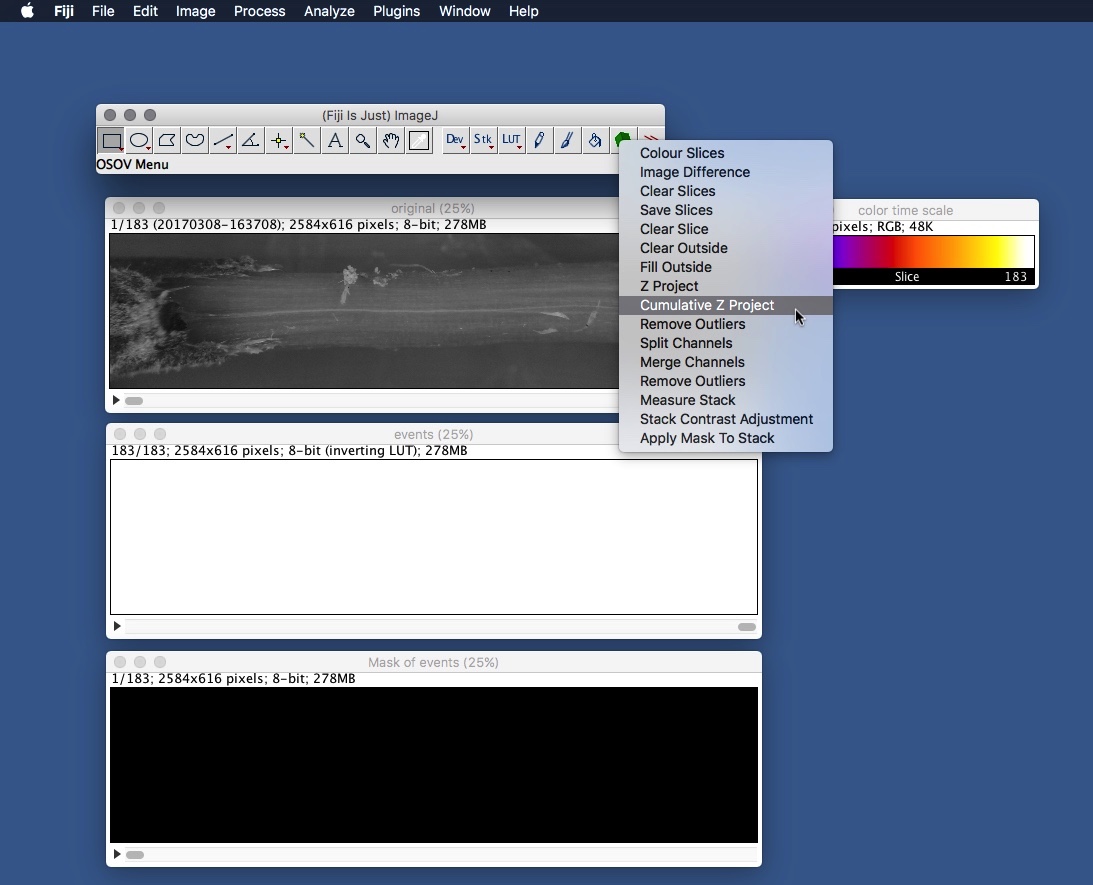 Fiji File Edit Image Process Analyze Plugins Window Help
(Fiji Is Just) ImageJ
A Dev Stk LUT
OSOV Menu
original (25%)
1/183 (20170308-163708); 2584x616 pixels; 8-bit; 278MB
Colour Slices
Image Difference
Clear Slices
Save Slices
Clear Slice
Clear Outside
Fill Outside
Z Project
Cumulative Z Project
Remove Outliers
Split Channels
Merge Channels
Remove Outliers
Measure Stack
Stack Contrast Adjustment
Apply Mask To Stack
color time scale
pixels; RGB; 48K
Slice 183
events (25%)
183/183; 2584x616 pixels; 8-bit (inverting LUT); 278MB
Mask of events (25%)
1/183; 2584x616 pixels; 8-bit; 278MB